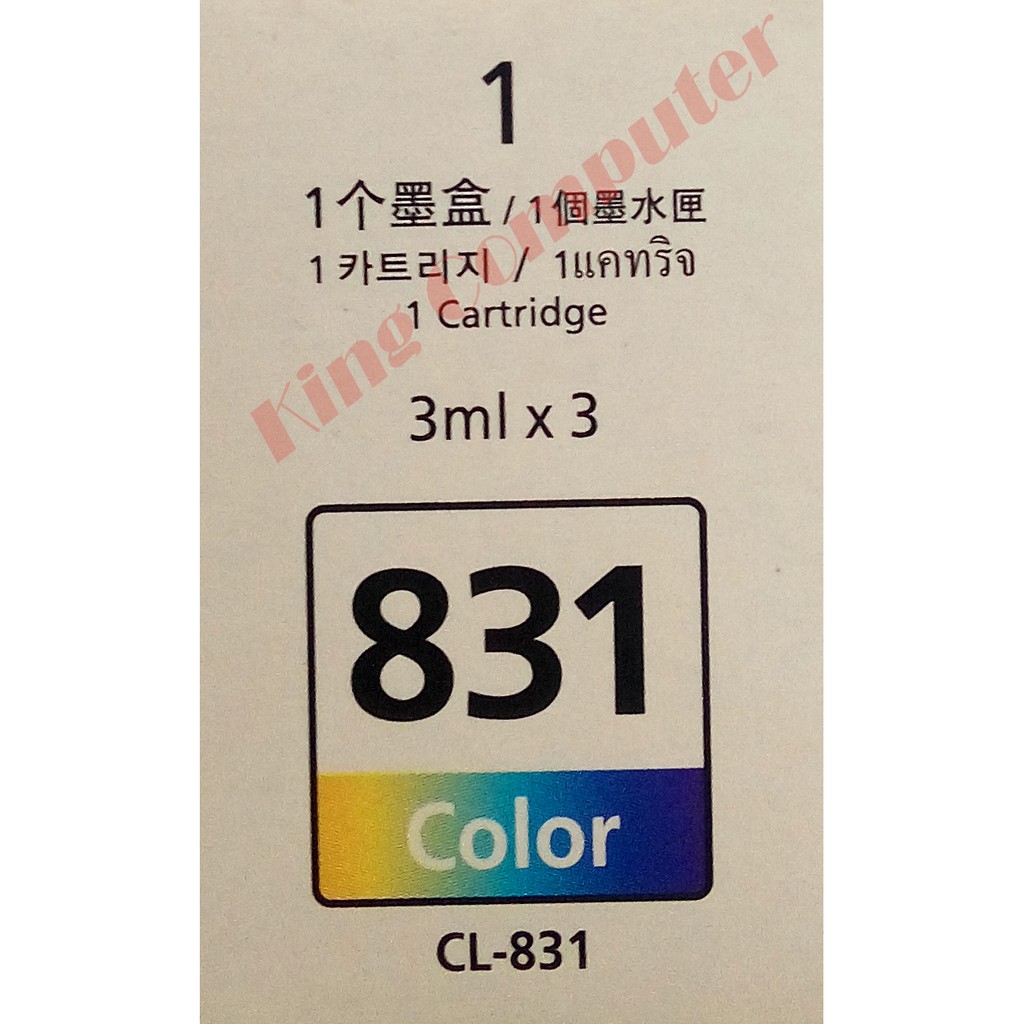 1
1个墨盒 / 1個墨水匣
1 카트리지 / 1แคทริจ
1 Cartridge
3ml x 3
831
Color
CL-831
King Computer